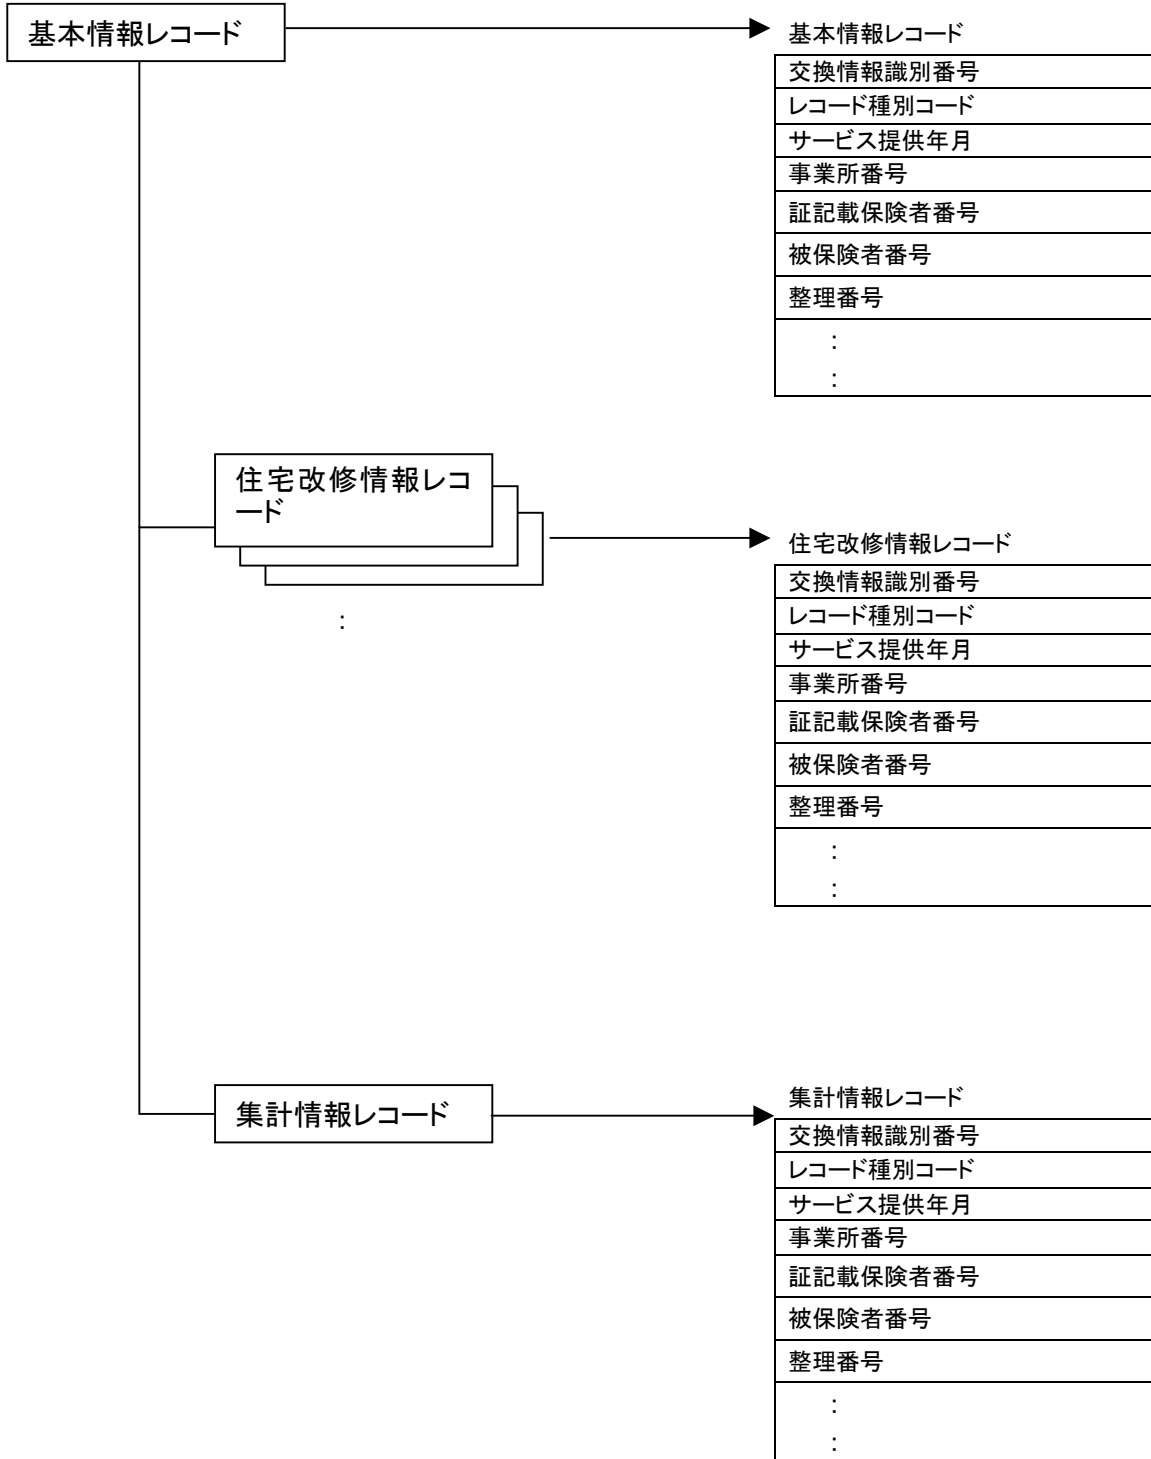 基本情報レコード
基本情報レコード
交換情報識別番号
レコード種別コード
サービス提供年月
事業所番号
証記載保険者番号
被保険者番号
整理番号
:
:
住宅改修情報レコ
ード
:
住宅改修情報レコード
交換情報識別番号
レコード種別コード
サービス提供年月
事業所番号
証記載保険者番号
被保険者番号
整理番号
:
:
集計情報レコード
集計情報レコード
交換情報識別番号
レコード種別コード
サービス提供年月
事業所番号
証記載保険者番号
被保険者番号
整理番号
:
: